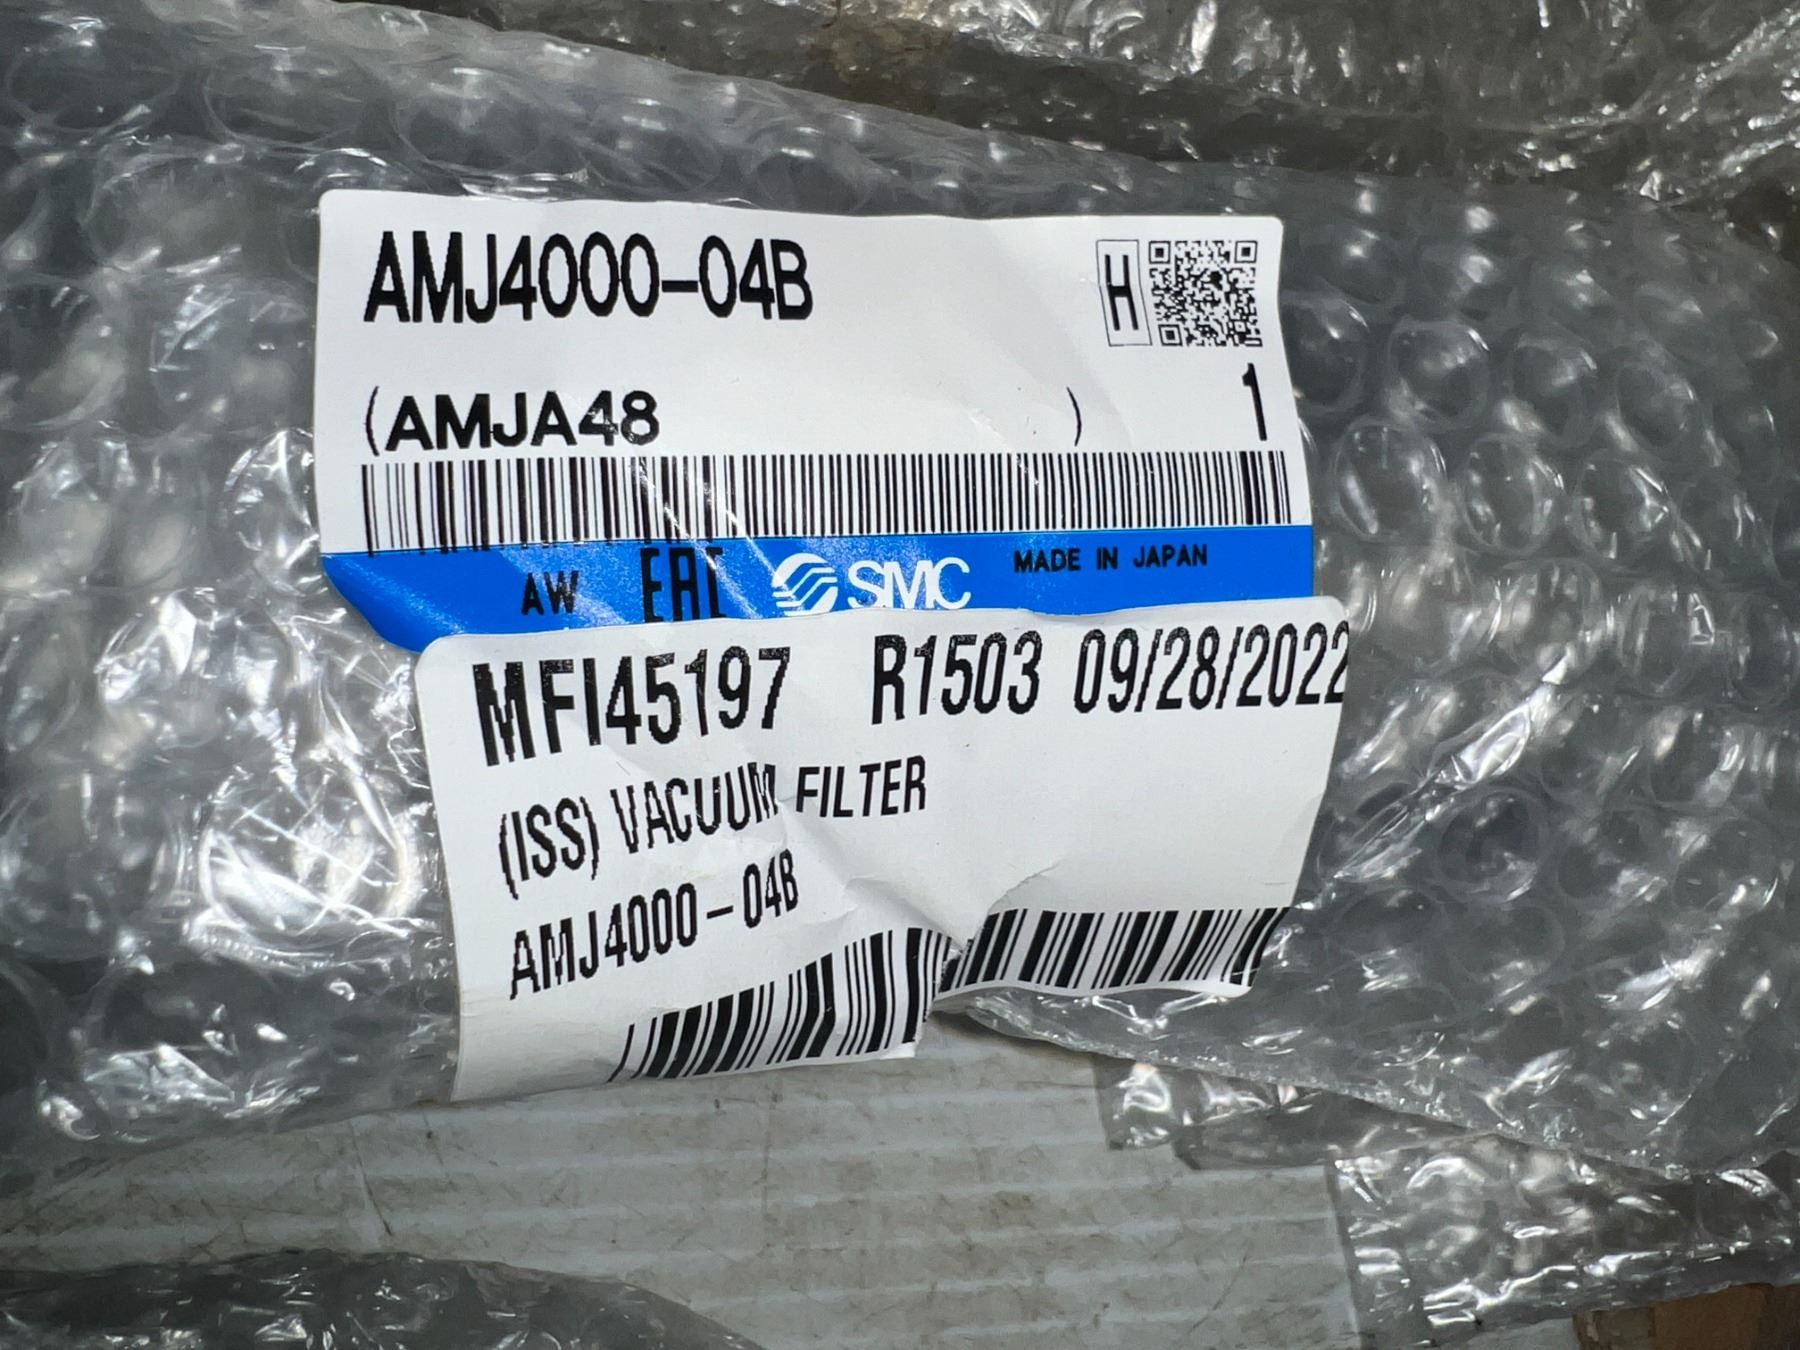 AMJ4000-04B
H
(AMJA48 )
1
AW EAC SMC MADE IN JAPAN
MFI45197 R1503 09/28/2022
(ISS) VACUUM FILTER
AMJ4000-04B